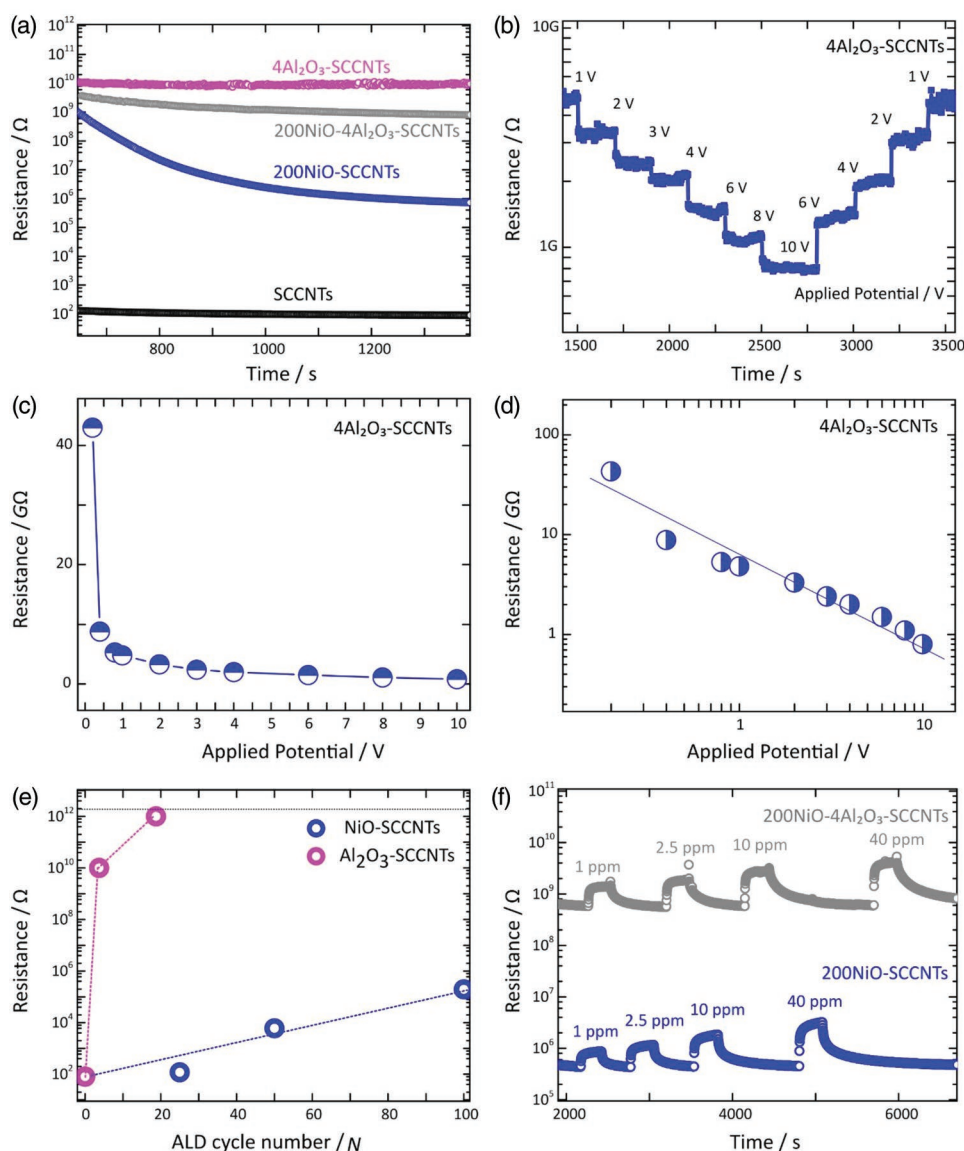 (a)
10¹²
10¹¹
10¹⁰
10⁹
10⁸
10⁷
10⁶
10⁵
10⁴
10³
10²
Resistance / Ω
4Al₂O₃-SCCNTs
200NiO-4Al₂O₃-SCCNTs
200NiO-SCCNTs
SCCNTs
800 1000 1200
Time / s
(b)
4Al₂O₃-SCCNTs
10G
1G
Resistance / Ω
1 V
2 V
3 V
4 V
6 V
8 V
10 V
6 V
4 V
2 V
1 V
Applied Potential / V
1500 2000 2500 3000 3500
Time / s
(c)
4Al₂O₃-SCCNTs
40
20
0
Resistance / GΩ
0 1 2 3 4 5 6 7 8 9 10
Applied Potential / V
(d)
4Al₂O₃-SCCNTs
100
10
1
Resistance / GΩ
1 10
Applied Potential / V
(e)
10¹²
10¹⁰
10⁸
10⁶
10⁴
10²
Resistance / Ω
NiO-SCCNTs
Al₂O₃-SCCNTs
0 20 40 60 80 100
ALD cycle number / N
(f)
10¹¹
10¹⁰
10⁹
10⁸
10⁷
10⁶
10⁵
Resistance / Ω
200NiO-4Al₂O₃-SCCNTs
1 ppm 2.5 ppm 10 ppm 40 ppm
200NiO-SCCNTs
1 ppm 2.5 ppm 10 ppm 40 ppm
2000 4000 6000
Time / s